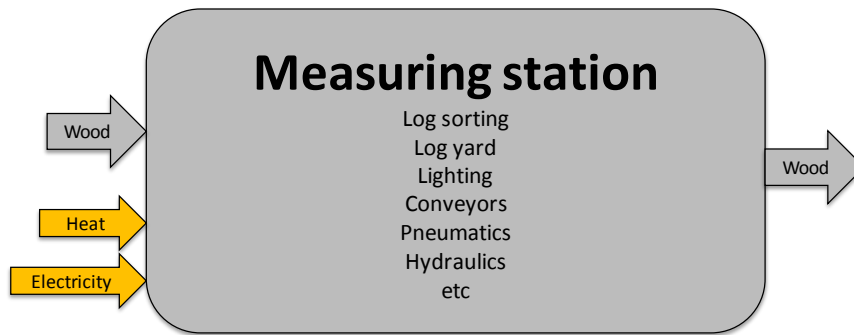 Measuring station
Log sorting
Log yard
Lighting
Conveyors
Pneumatics
Hydraulics
etc
Wood
Heat
Electricity
Wood